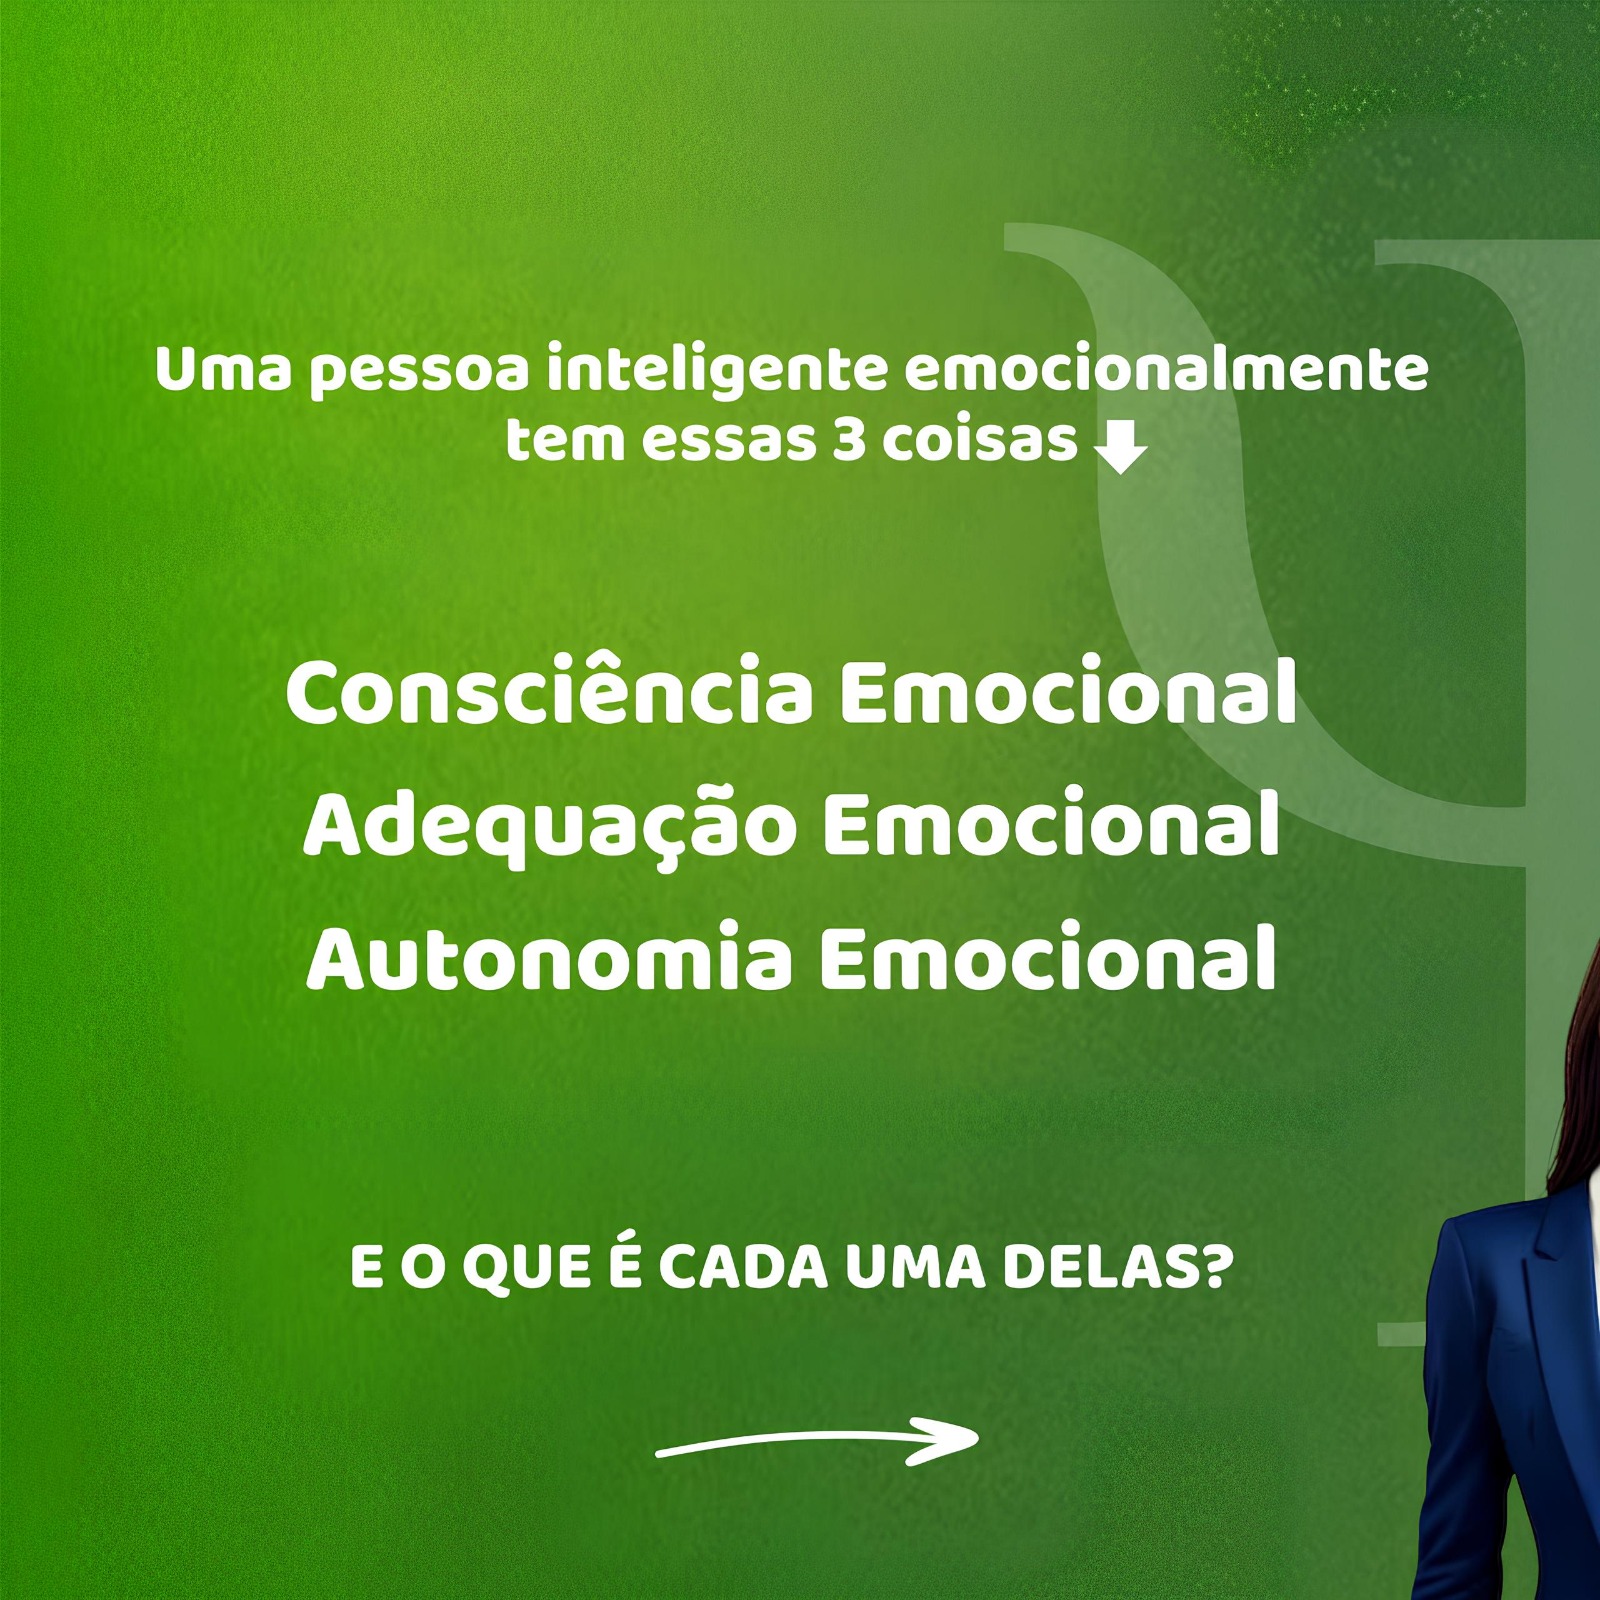 Uma pessoa inteligente emocionalmente
tem essas 3 coisas
Consciência Emocional
Adequação Emocional
Autonomia Emocional
E O QUE É CADA UMA DELAS?